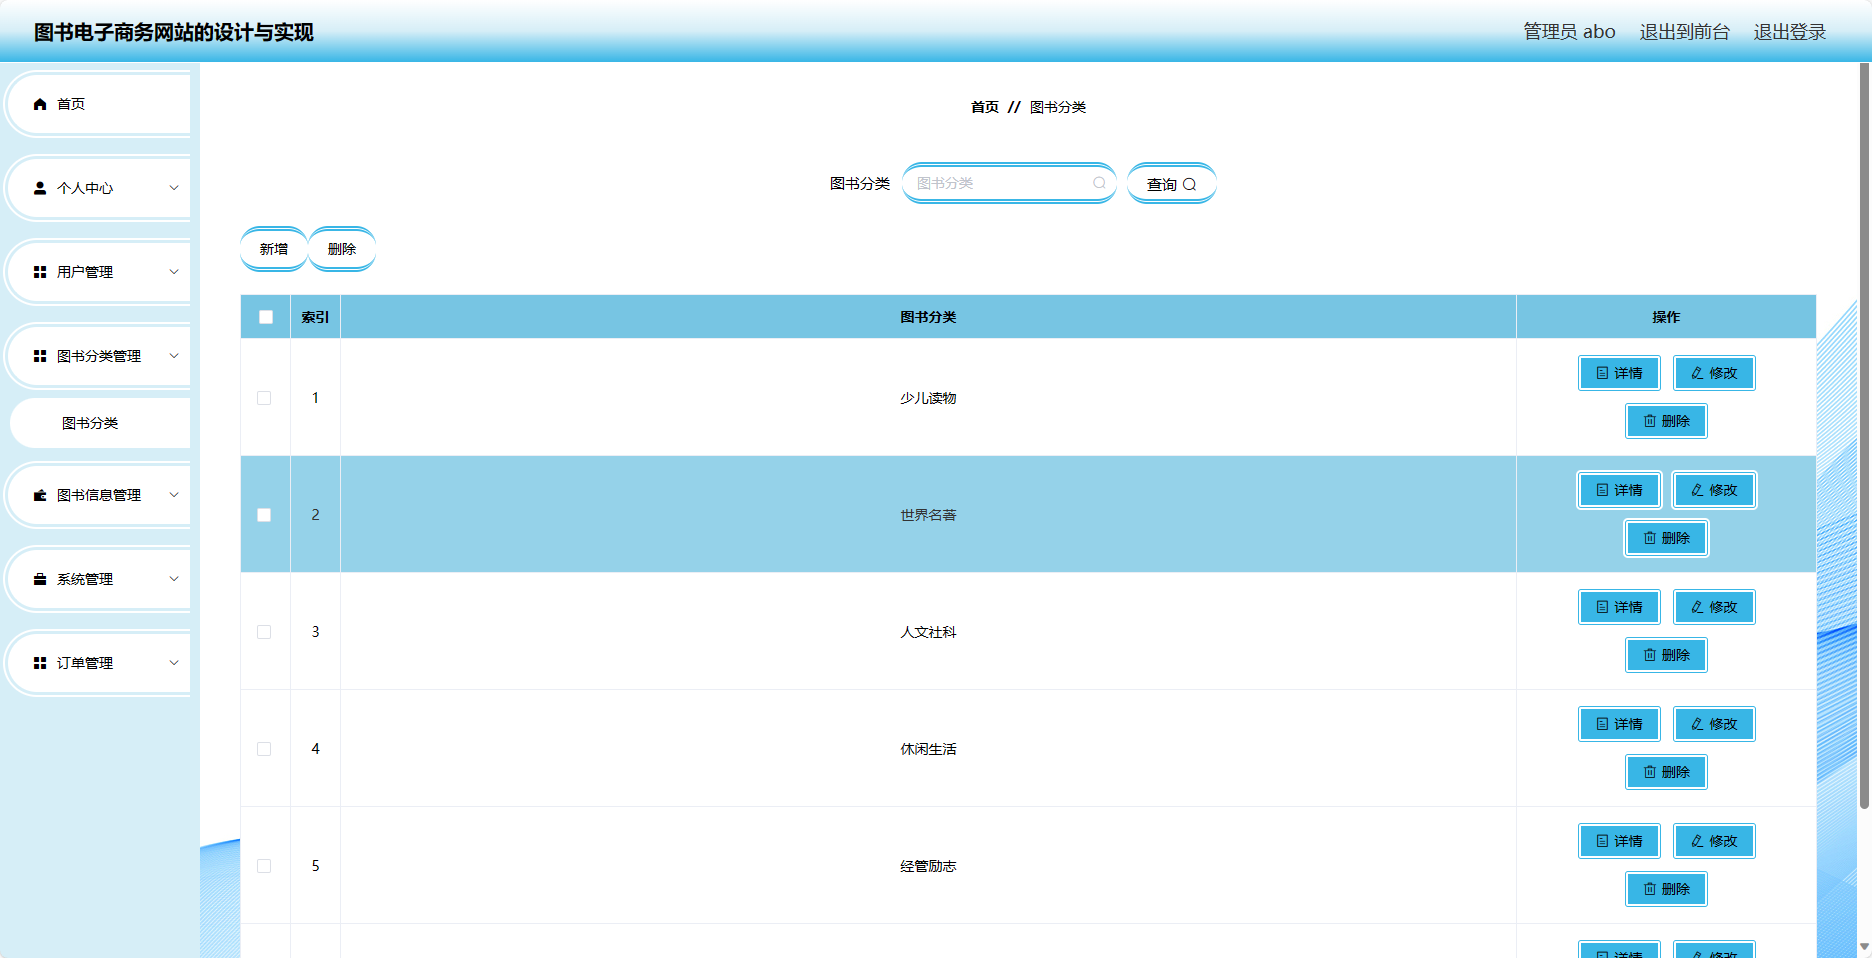 图书电子商务网站的设计与实现
管理员 abo 退出到前台 退出登录
首页
个人中心
用户管理
图书分类管理
图书分类
图书信息管理
系统管理
订单管理
首页 // 图书分类
图书分类 图书分类 查询
新增 删除
索引 图书分类 操作
1 少儿读物 详情 修改
删除
2 世界名著 详情 修改
删除
3 人文社科 详情 修改
删除
4 休闲生活 详情 修改
删除
5 经管励志 详情 修改
删除
详情 修改